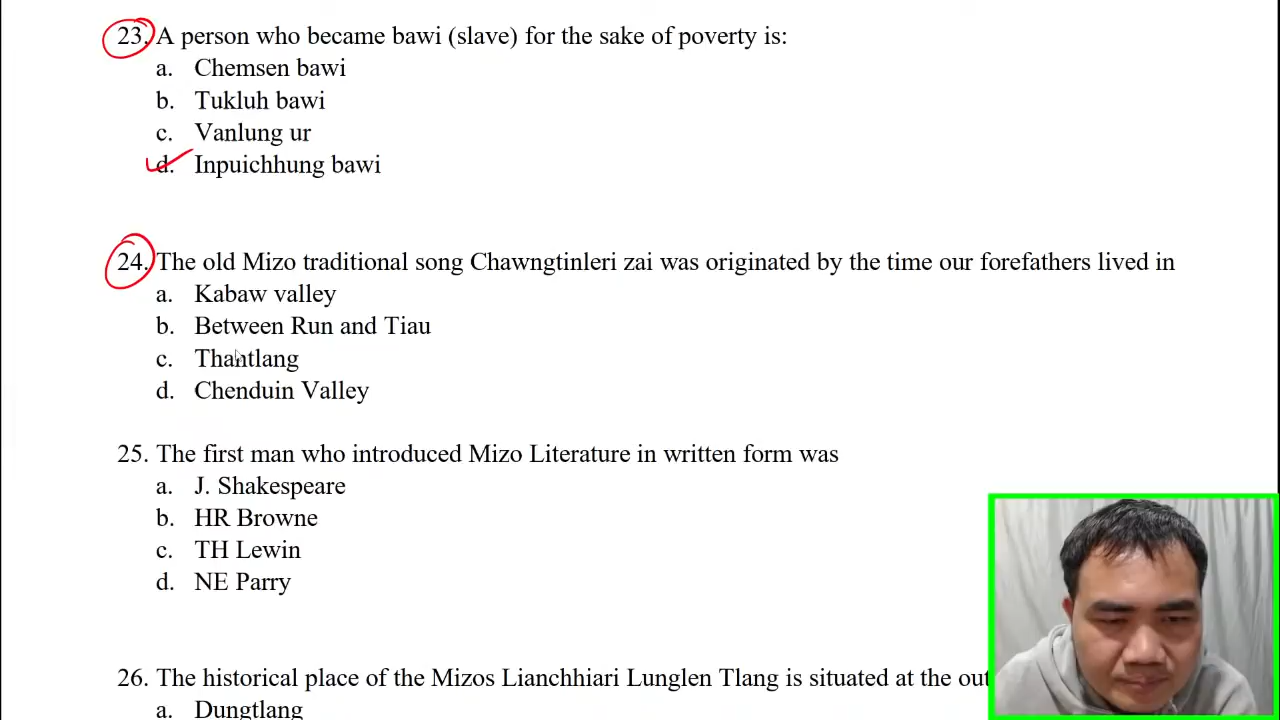 23. A person who became bawi (slave) for the sake of poverty is:
a. Chemsen bawi
b. Tukluh bawi
c. Vanlung ur
d. Inpuichhung bawi
24. The old Mizo traditional song Chawngtinleri zai was originated by the time our forefathers lived in
a. Kabaw valley
b. Between Run and Tiau
c. Thantlang
d. Chenduin Valley
25. The first man who introduced Mizo Literature in written form was
a. J. Shakespeare
b. HR Browne
c. TH Lewin
d. NE Parry
26. The historical place of the Mizos Lianchhiari Lunglen Tlang is situated at the out
a. Dungtlang